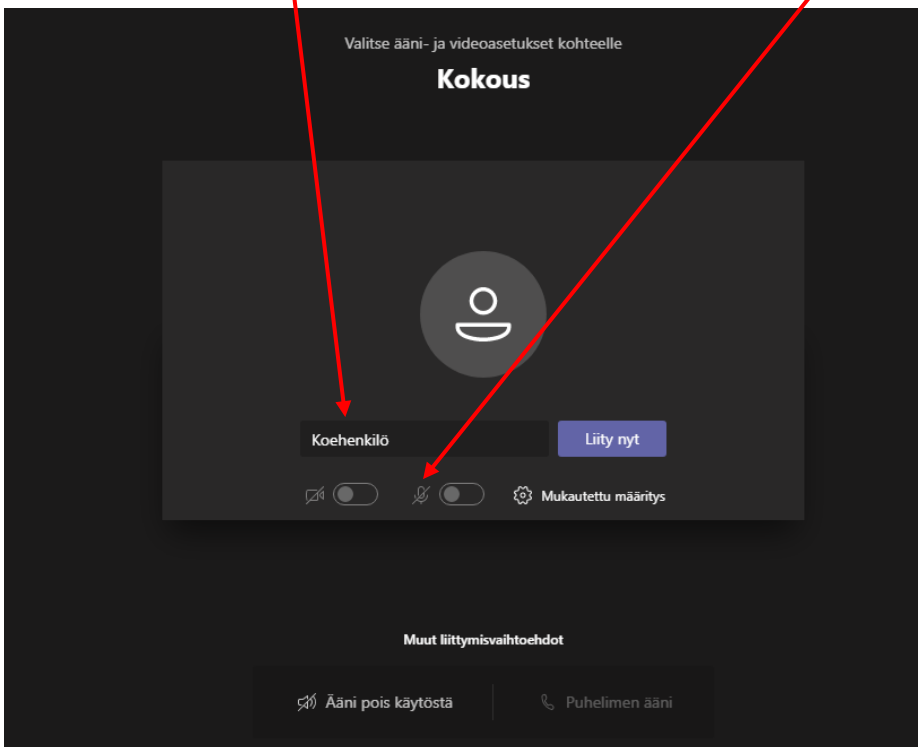 Valitse ääni- ja videoasetukset kohteelle
Kokous
Koehenkilö
Liity nyt
Mukautettu määritys
Muut liittymisvaihtoehdot
Ääni pois käytöstä
Puhelimen ääni